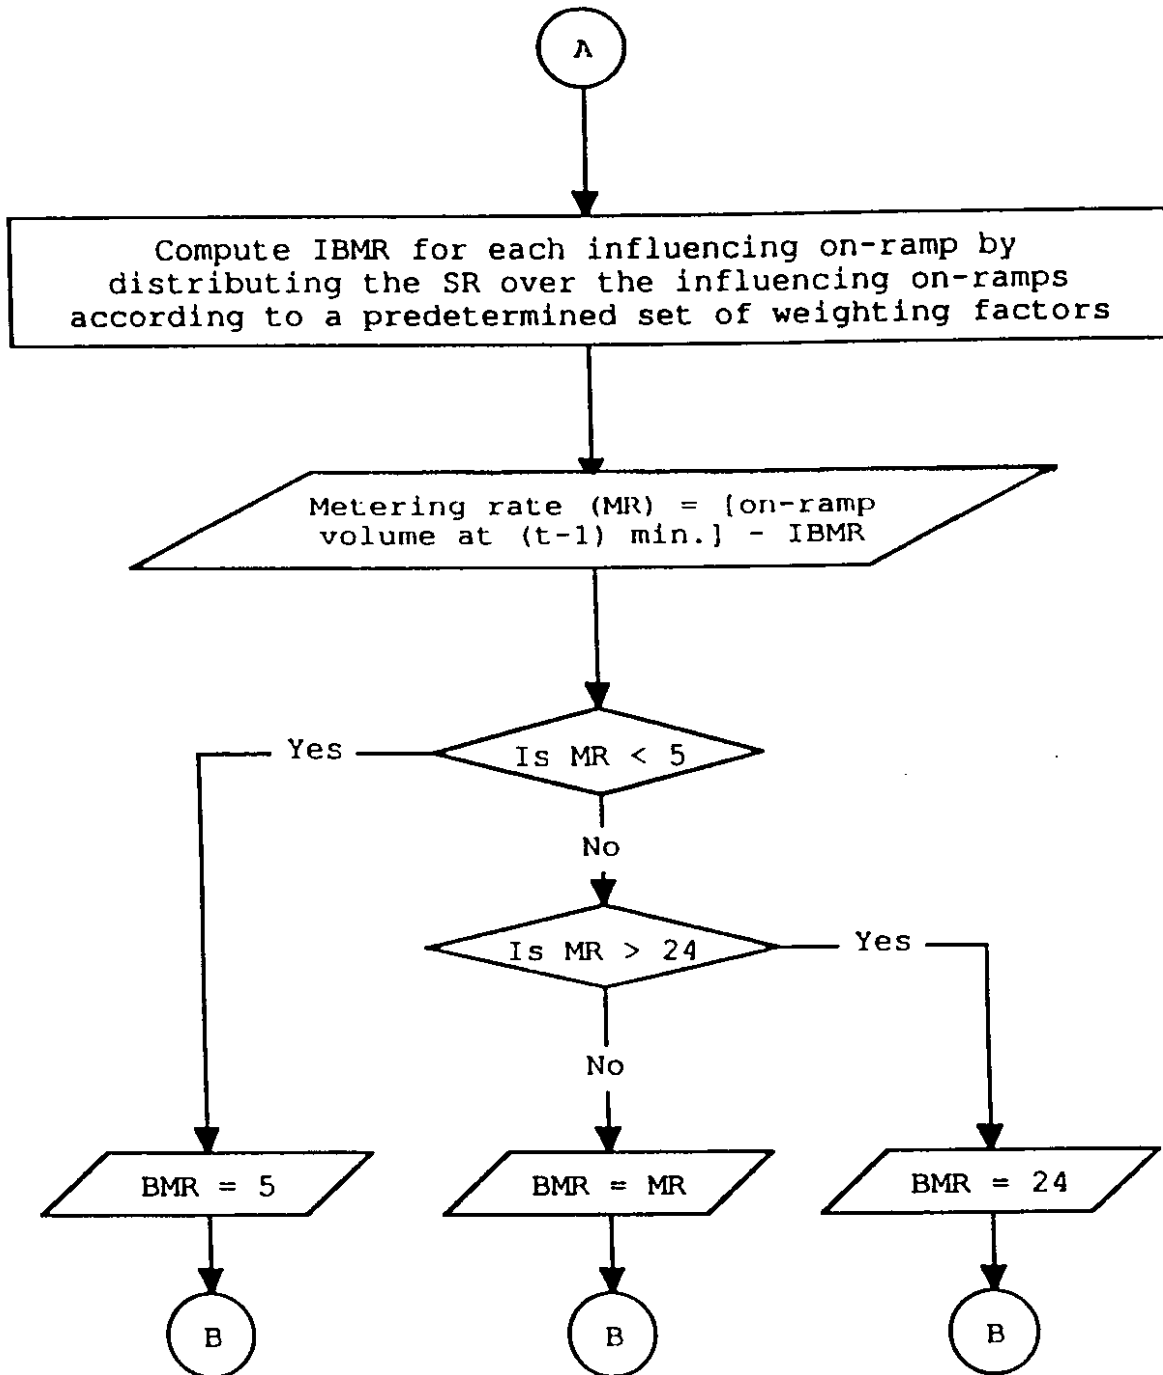 A
Compute IBMR for each influencing on-ramp by
distributing the SR over the influencing on-ramps
according to a predetermined set of weighting factors
Metering rate (MR) = [on-ramp
volume at (t-1) min.] - IBMR
Is MR < 5
Yes
No
Is MR > 24
Yes
No
BMR = 5
BMR = MR
BMR = 24
B
B
B